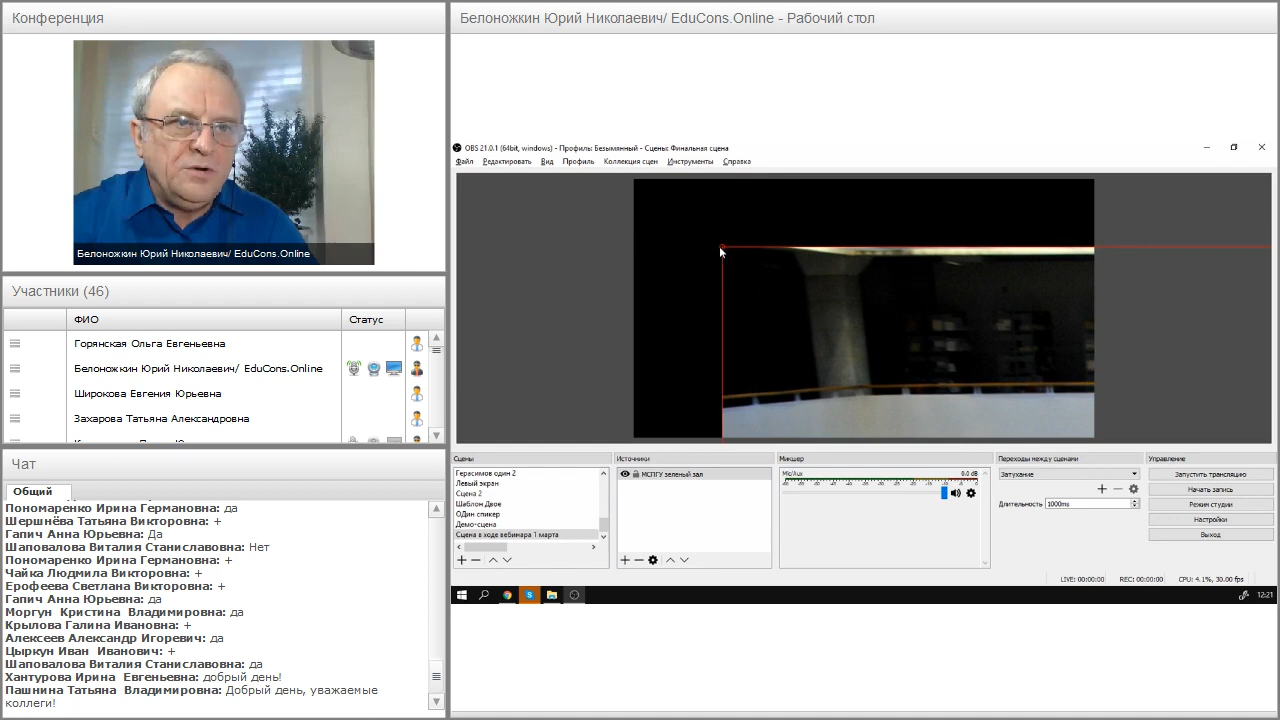 Конференция
Белоножкин Юрий Николаевич/ EduCons.Online
Участники (46)
ФИО
Статус
Горянская Ольга Евгеньевна
Белоножкин Юрий Николаевич/ EduCons.Online
Широкова Евгения Юрьевна
Захарова Татьяна Александровна
Чат
Общий
Пономаренко Ирина Германовна: да
Шершнёва Татьяна Викторовна: +
Гапич Анна Юрьевна: Да
Шаповалова Виталия Станиславовна: Нет
Пономаренко Ирина Германовна: +
Чайка Людмила Викторовна: +
Ерофеева Светлана Викторовна: +
Гапич Анна Юрьевна: да
Моргун Кристина Владимировна: да
Крылова Галина Ивановна: +
Алексеев Александр Игоревич: да
Цыркун Иван Иванович: +
Шаповалова Виталия Станиславовна: да
Хантурова Ирина Евгеньевна: добрый день!
Пашнина Татьяна Владимировна: Добрый день, уважаемые
коллеги!
Белоножкин Юрий Николаевич/ EduCons.Online - Рабочий стол
OBS 21.0.1 (64bit, windows) - Профиль: Безымянный - Сцены: Финальная сцена
Файл Редактировать Вид Профиль Коллекция сцен Инструменты Справка
Сцены
Герасимов один 2
Левый экран
Сцена 2
Шаблон Двое
ОДин спикер
Демо-сцена
Сцена в ходе вебинара 1 марта
Источники
МСПГУ зеленый зал
Микшер
Mic/Aux
0.0 dB
Переходы между сценами
Затухание
Длительность 1000ms
Управление
Запустить трансляцию
Начать запись
Режим студии
Настройки
Выход
LIVE: 00:00:00
REC: 00:00:00
CPU: 4.1%, 30.00 fps
12:21